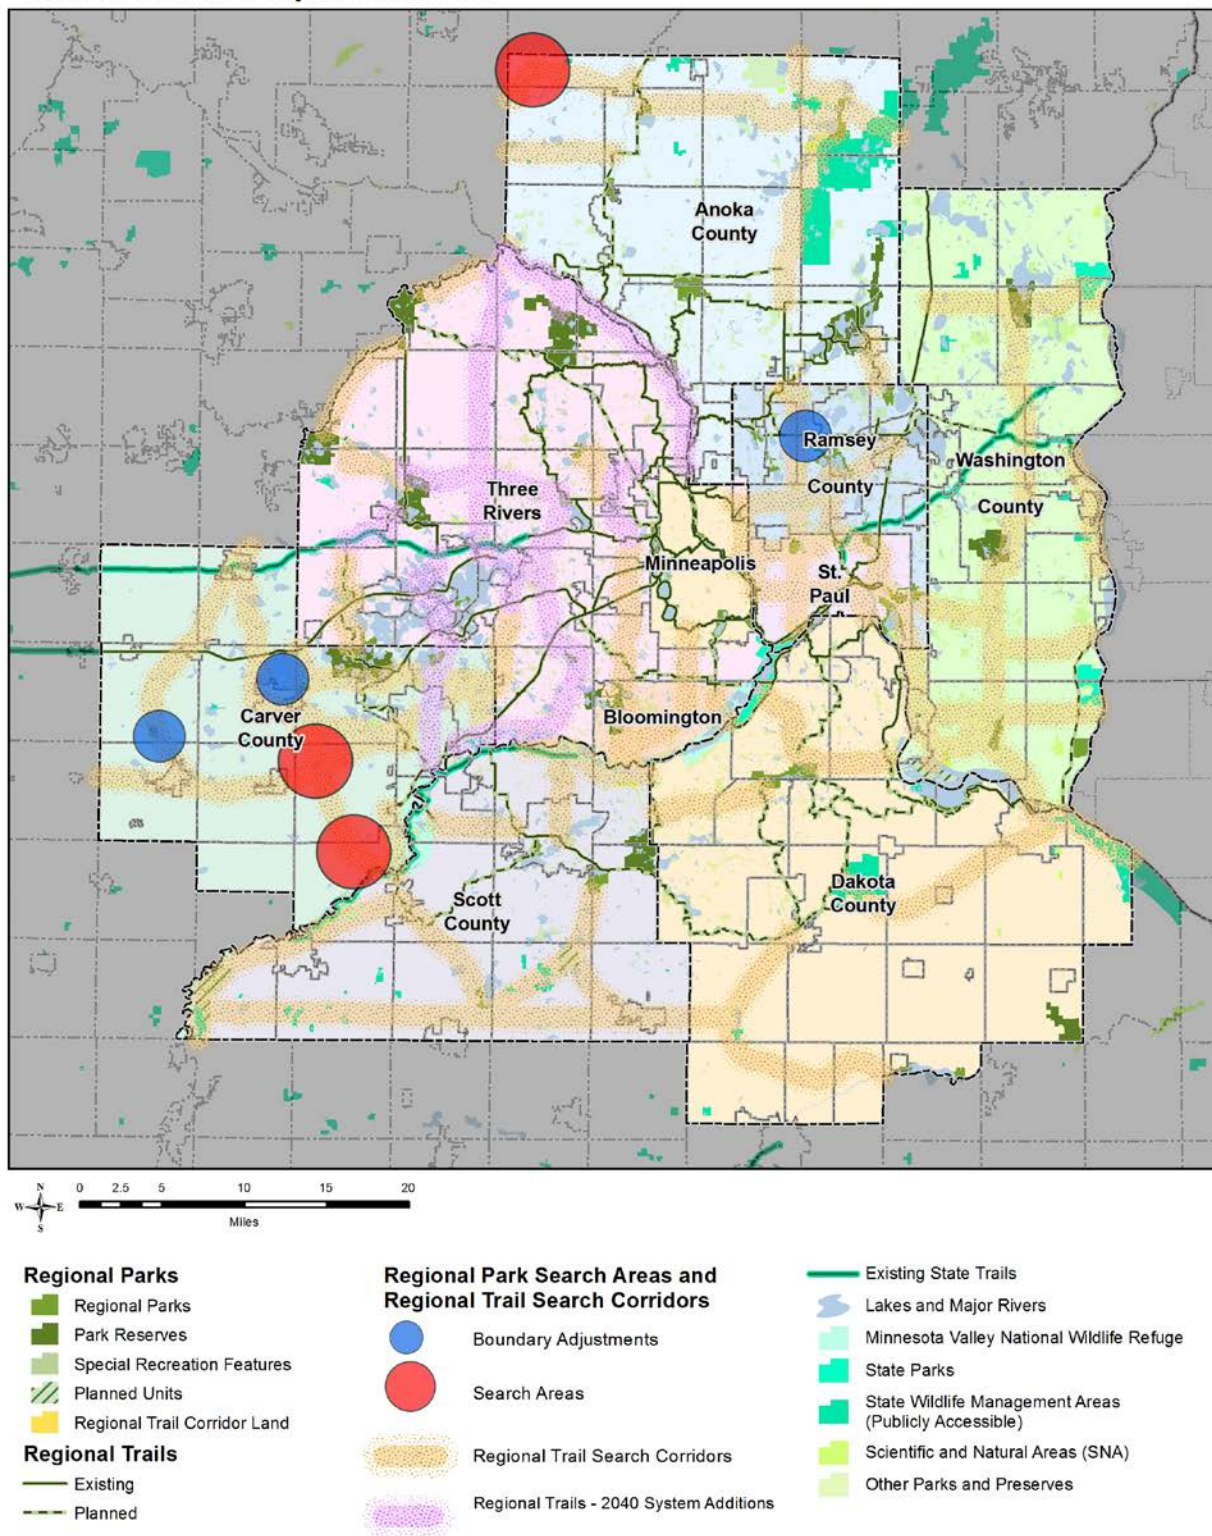 Anoka
County
Ramsey
County
Washington
County
Three
Rivers
Minneapolis
St.
Paul
Carver
County
Bloomington
Dakota
County
Scott
County
N
W E
S
0 2.5 5 10 15 20
Miles
Regional Parks
Regional Parks
Park Reserves
Special Recreation Features
Planned Units
Regional Trail Corridor Land
Regional Trails
Existing
Planned
Regional Park Search Areas and
Regional Trail Search Corridors
Boundary Adjustments
Search Areas
Regional Trail Search Corridors
Regional Trails - 2040 System Additions
Existing State Trails
Lakes and Major Rivers
Minnesota Valley National Wildlife Refuge
State Parks
State Wildlife Management Areas
(Publicly Accessible)
Scientific and Natural Areas (SNA)
Other Parks and Preserves